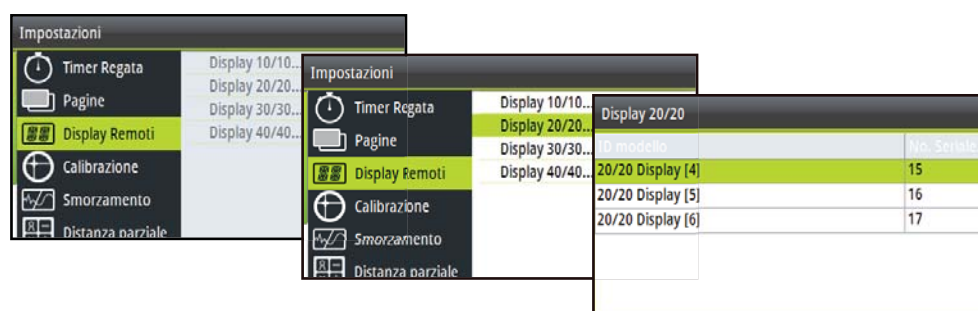 Impostazioni
Timer Regata
Pagine
Display Remoti
Calibrazione
Smorzamento
Distanza parziale
Display 10/10...
Display 20/20...
Display 30/30...
Display 40/40...
Impostazioni
Timer Regata
Pagine
Display Remoti
Calibrazione
Smorzamento
Distanza parziale
Display 10/10...
Display 20/20...
Display 30/30...
Display 40/40...
Display 20/20
ID modello No. Seriale
20/20 Display [4] 15
20/20 Display [5] 16
20/20 Display [6] 17